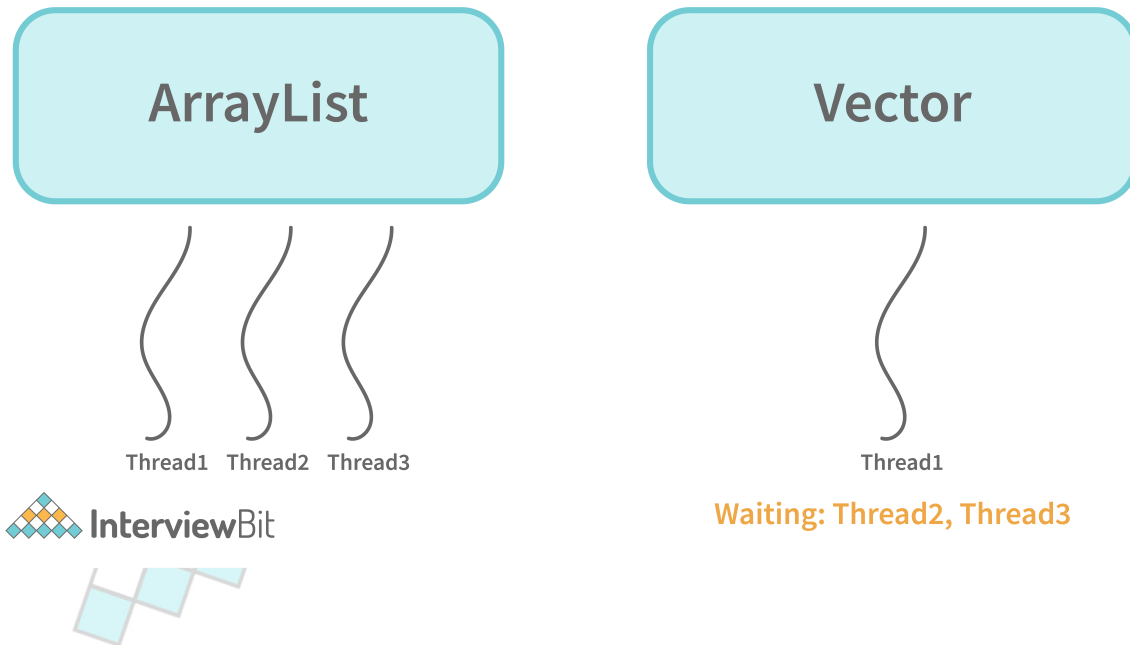 ArrayList
Vector
Thread1 Thread2 Thread3
Thread1
Waiting: Thread2, Thread3
InterviewBit